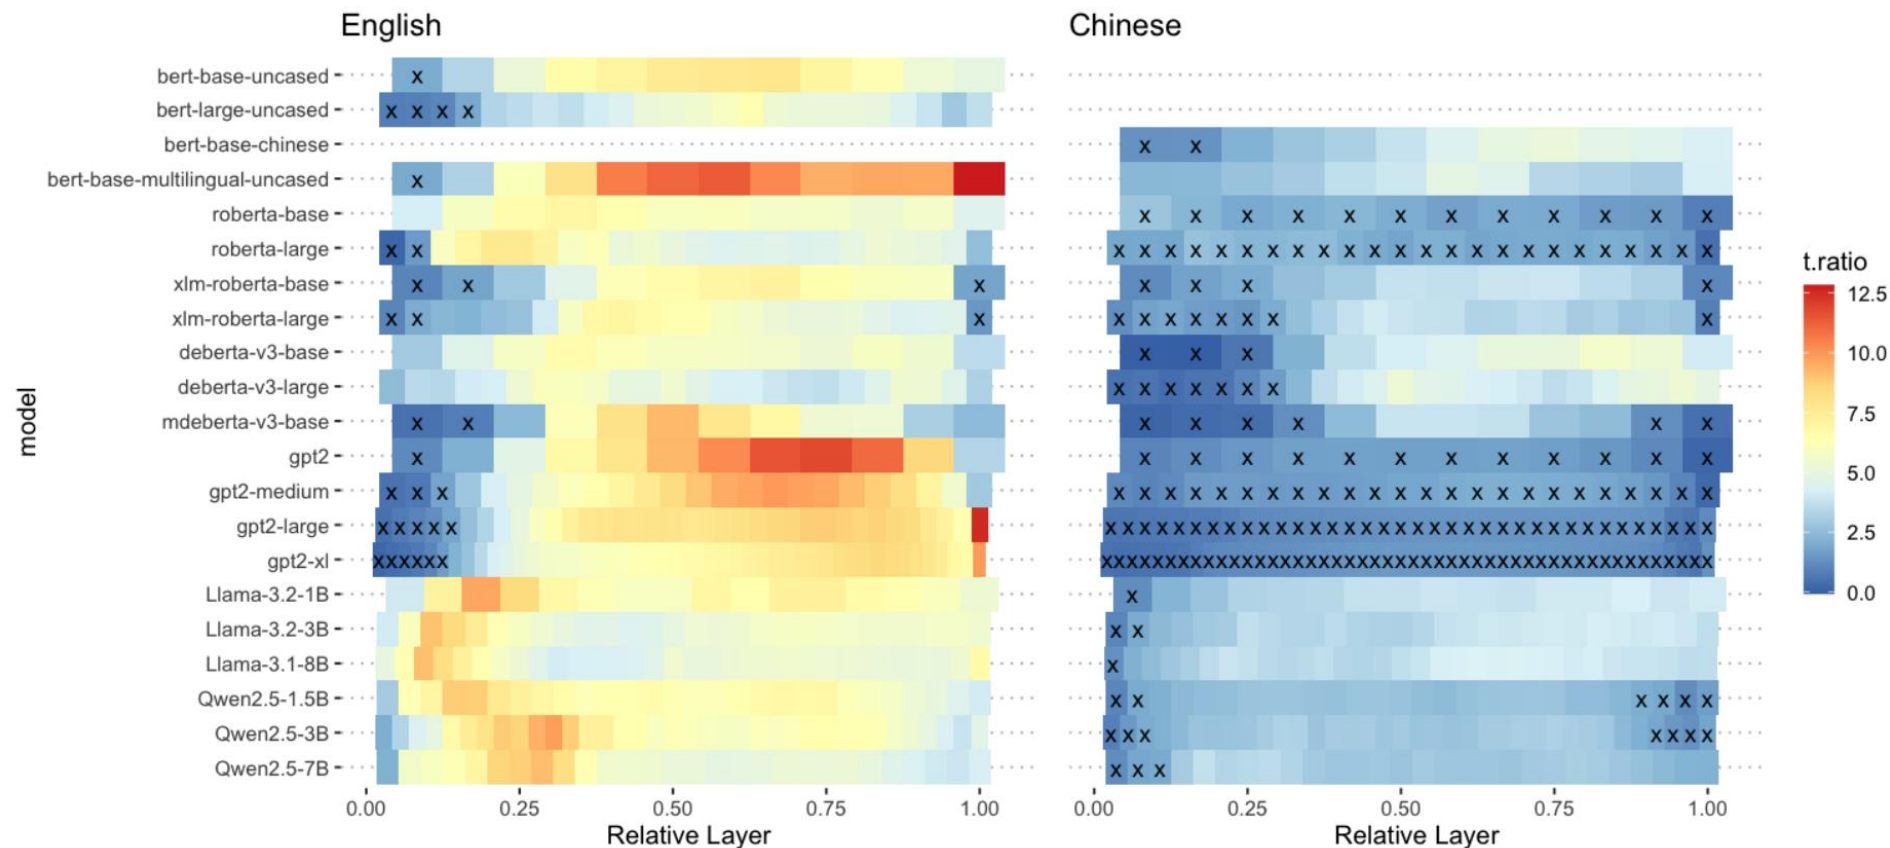 English
Chinese
model
bert-base-uncased
bert-large-uncased
bert-base-chinese
bert-base-multilingual-uncased
roberta-base
roberta-large
xlm-roberta-base
xlm-roberta-large
deberta-v3-base
deberta-v3-large
mdeberta-v3-base
gpt2
gpt2-medium
gpt2-large
gpt2-xl
Llama-3.2-1B
Llama-3.2-3B
Llama-3.1-8B
Qwen2.5-1.5B
Qwen2.5-3B
Qwen2.5-7B
0.00 0.25 0.50 0.75 1.00
Relative Layer
0.00 0.25 0.50 0.75 1.00
Relative Layer
t.ratio
12.5
10.0
7.5
5.0
2.5
0.0